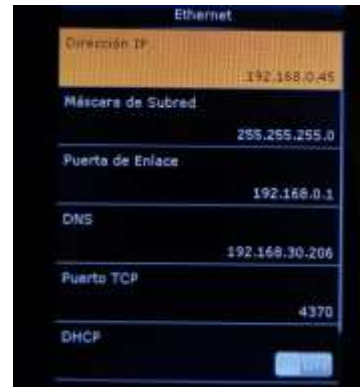 Ethernet
Dirección IP
192.168.0.45
Máscara de Subred
255.255.255.0
Puerta de Enlace
192.168.0.1
DNS
192.168.30.206
Puerto TCP
4370
DHCP